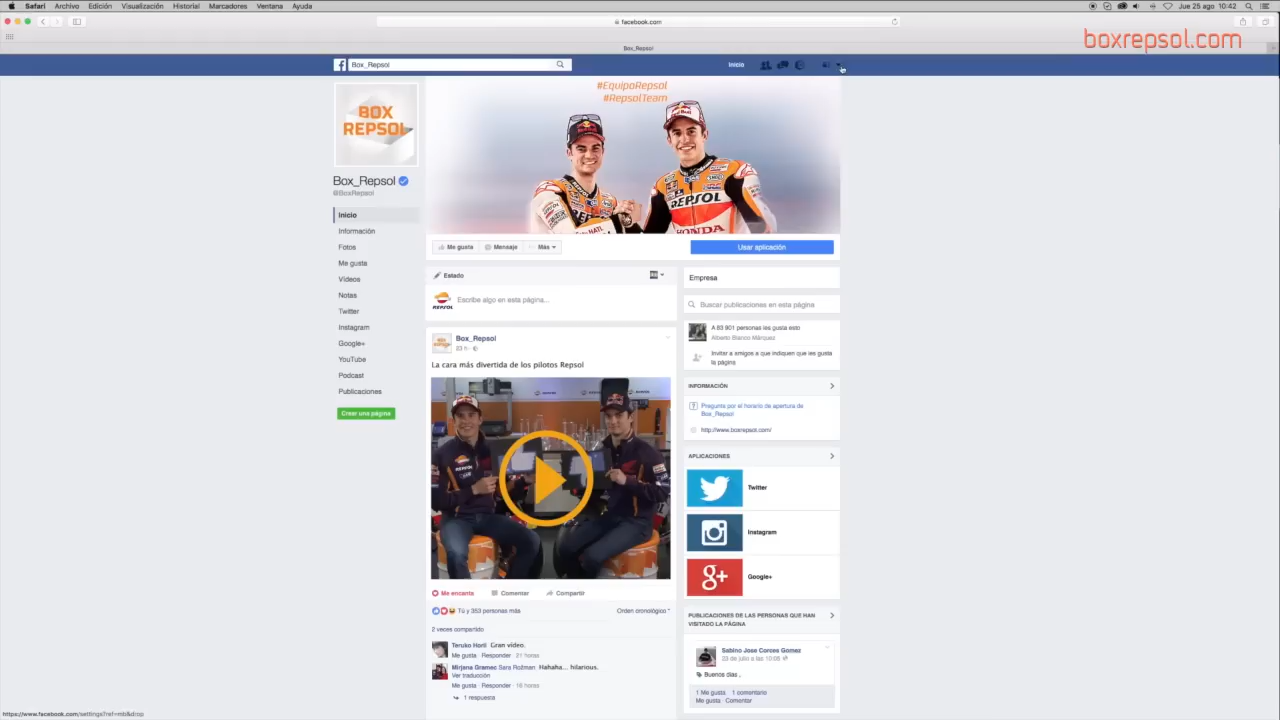 Safari Archivo Edición Visualización Historial Marcadores Ventana Ayuda
Jue 25 ago 10:42
facebook.com
Box_Repsol
boxrepsol.com
Box_Repsol
Inicio
#EquipoRepsol
#RepsolTeam
BOX
REPSOL
REPSOL
HONDA
Box_Repsol
@BoxRepsol
Inicio
Información
Fotos
Me gusta
Vídeos
Notas
Twitter
Instagram
Google+
YouTube
Podcast
Publicaciones
Crear una página
Me gusta Mensaje Más
Usar aplicación
Estado
REPSOL
Escribe algo en esta página...
Box_Repsol
23 h
La cara más divertida de los pilotos Repsol
Me encanta Comentar Compartir
Tú y 353 personas más
Orden cronológico
2 veces compartido
Teruko Horii Gran vídeo.
Me gusta · Responder · 21 horas
Mirjana Gramec Sara Rožman Hahaha... hilarious.
Ver traducción
Me gusta · Responder · 16 horas
1 respuesta
Empresa
Buscar publicaciones en esta página
A 83 901 personas les gusta esto
Alberto Blanco Márquez
Invitar a amigos a que indiquen que les gusta
la página
INFORMACIÓN
Pregunta por el horario de apertura de
Box_Repsol
http://www.boxrepsol.com/
APLICACIONES
Twitter
Instagram
g+ Google+
PUBLICACIONES DE LAS PERSONAS QUE HAN
VISITADO LA PÁGINA
Sabino Jose Corces Gomez
23 de julio a las 10:06
Buenos días .
1 Me gusta · 1 comentario
Me gusta · Comentar
https://www.facebook.com/settings?ref=mb&drop